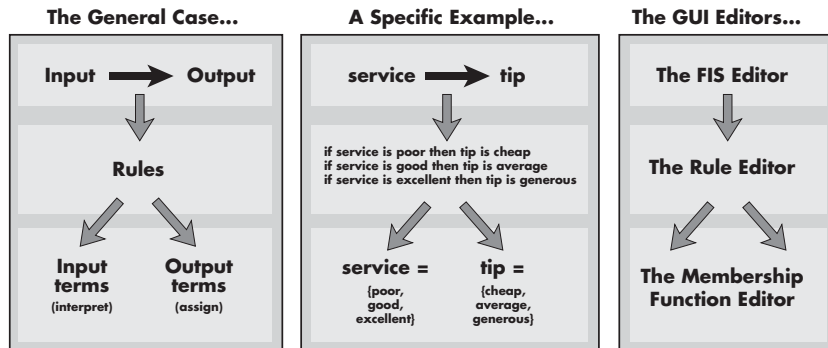 The General Case...
Input Output
Rules
Input terms (interpret)
Output terms (assign)
A Specific Example...
service tip
if service is poor then tip is cheap
if service is good then tip is average
if service is excellent then tip is generous
service =
{poor,
good,
excellent}
tip =
{cheap,
average,
generous}
The GUI Editors...
The FIS Editor
The Rule Editor
The Membership
Function Editor